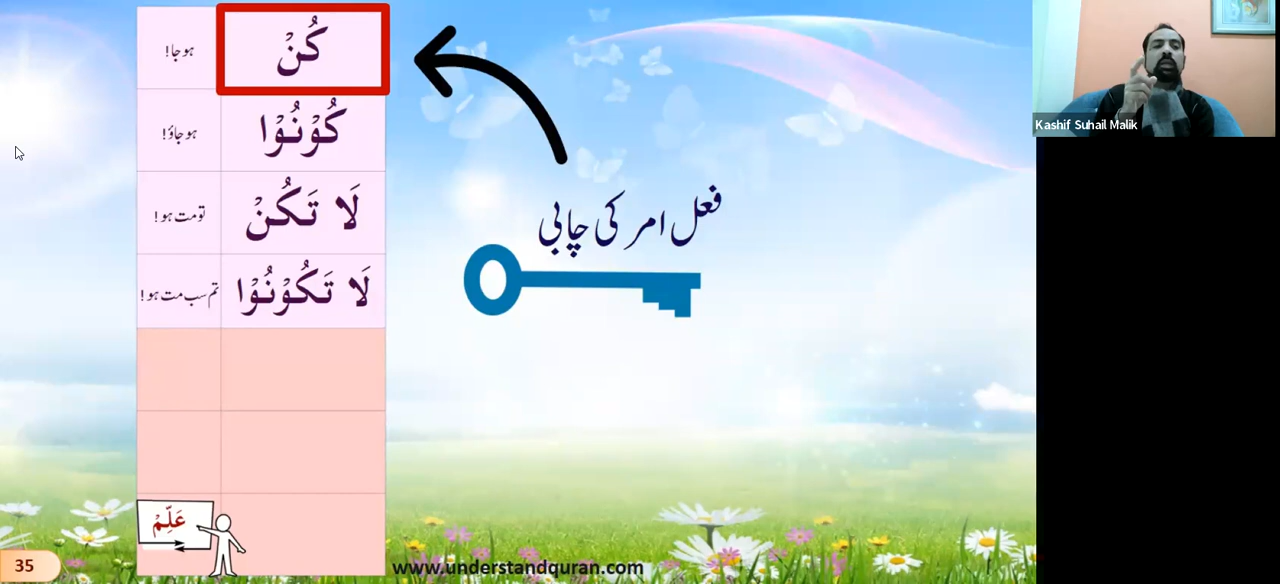 كُنْ
ہو جا!
كُوْنُوْا
ہو جاؤ!
لَا تَكُنْ
تو مت ہو!
لَا تَكُوْنُوْا
تم سب مت ہو!
فعل امر کی چابی
عَلِّمْ
35
www.understandquran.com
Kashif Suhail Malik